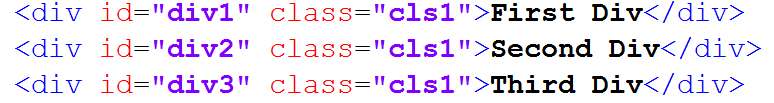 <div id="div1" class="cls1">First Div</div>
<div id="div2" class="cls1">Second Div</div>
<div id="div3" class="cls1">Third Div</div>